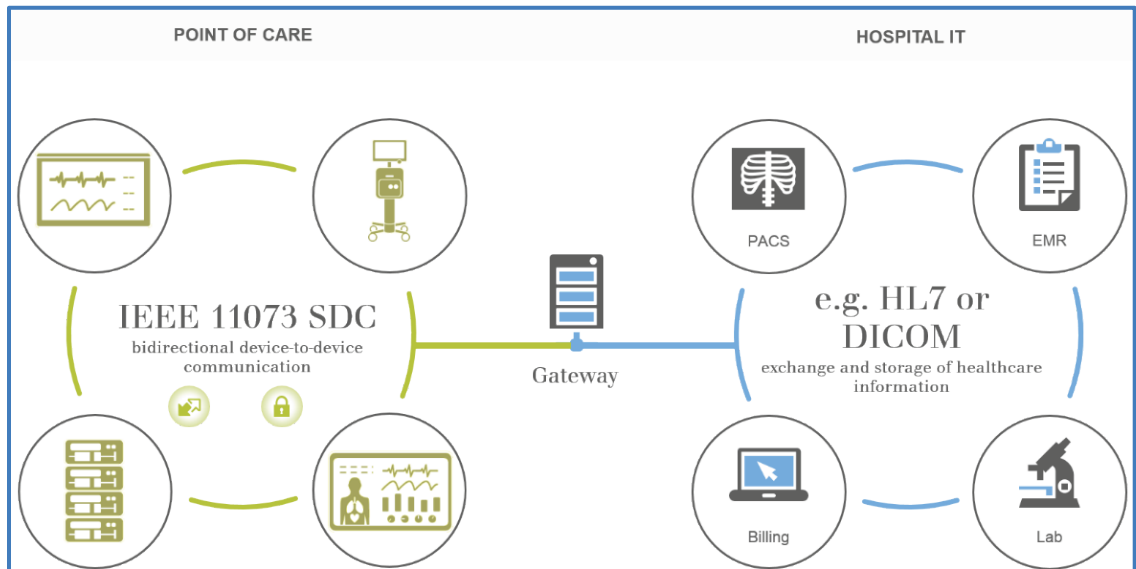 POINT OF CARE
HOSPITAL IT
PACS
EMR
IEEE 11073 SDC
bidirectional device-to-device
communication
Gateway
e.g. HL7 or
DICOM
exchange and storage of healthcare
information
Billing
Lab